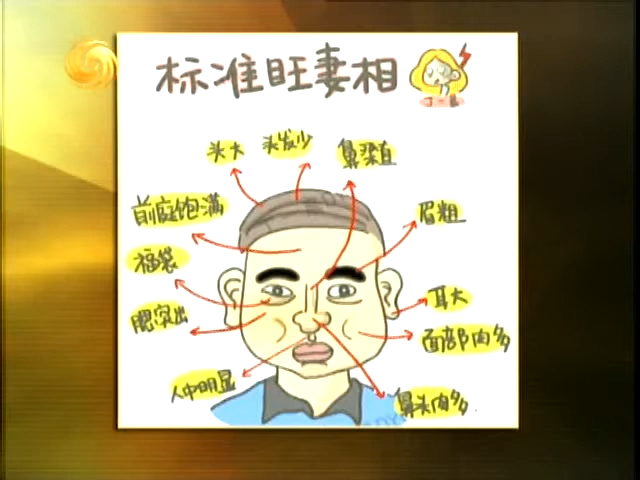 标准旺妻相
头大
头发少
鼻梁直
前庭饱满
眉粗
福袋
耳大
腮突出
面部肉多
人中明显
鼻头肉多